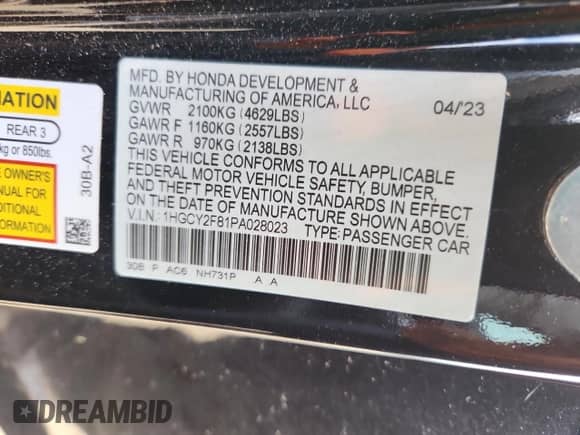 MATION
REAR 3
kg or 850lbs.
E OWNER'S
ANUAL FOR
DITIONAL
ORMATION
30B-A2
MFD. BY HONDA DEVELOPMENT &
MANUFACTURING OF AMERICA, LLC 04/'23
GVWR 2100KG (4629LBS)
GAWR F 1160KG (2557LBS)
GAWR R 970KG (2138LBS)
THIS VEHICLE CONFORMS TO ALL APPLICABLE
FEDERAL MOTOR VEHICLE SAFETY, BUMPER,
AND THEFT PREVENTION STANDARDS IN EFFECT
ON THE DATE OF MANUFACTURE SHOWN ABOVE.
V.I.N.: 1HGCY2F81PA028023 TYPE: PASSENGER CAR
30B P AC6 NH731P A A
DREAMBID